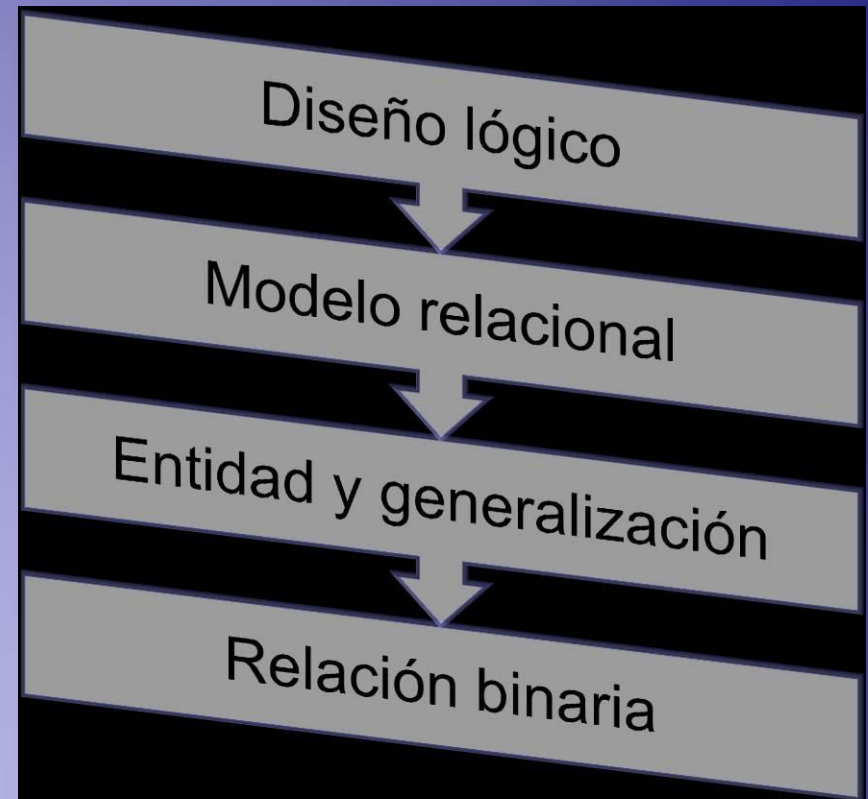 Diseño lógico
Modelo relacional
Entidad y generalización
Relación binaria